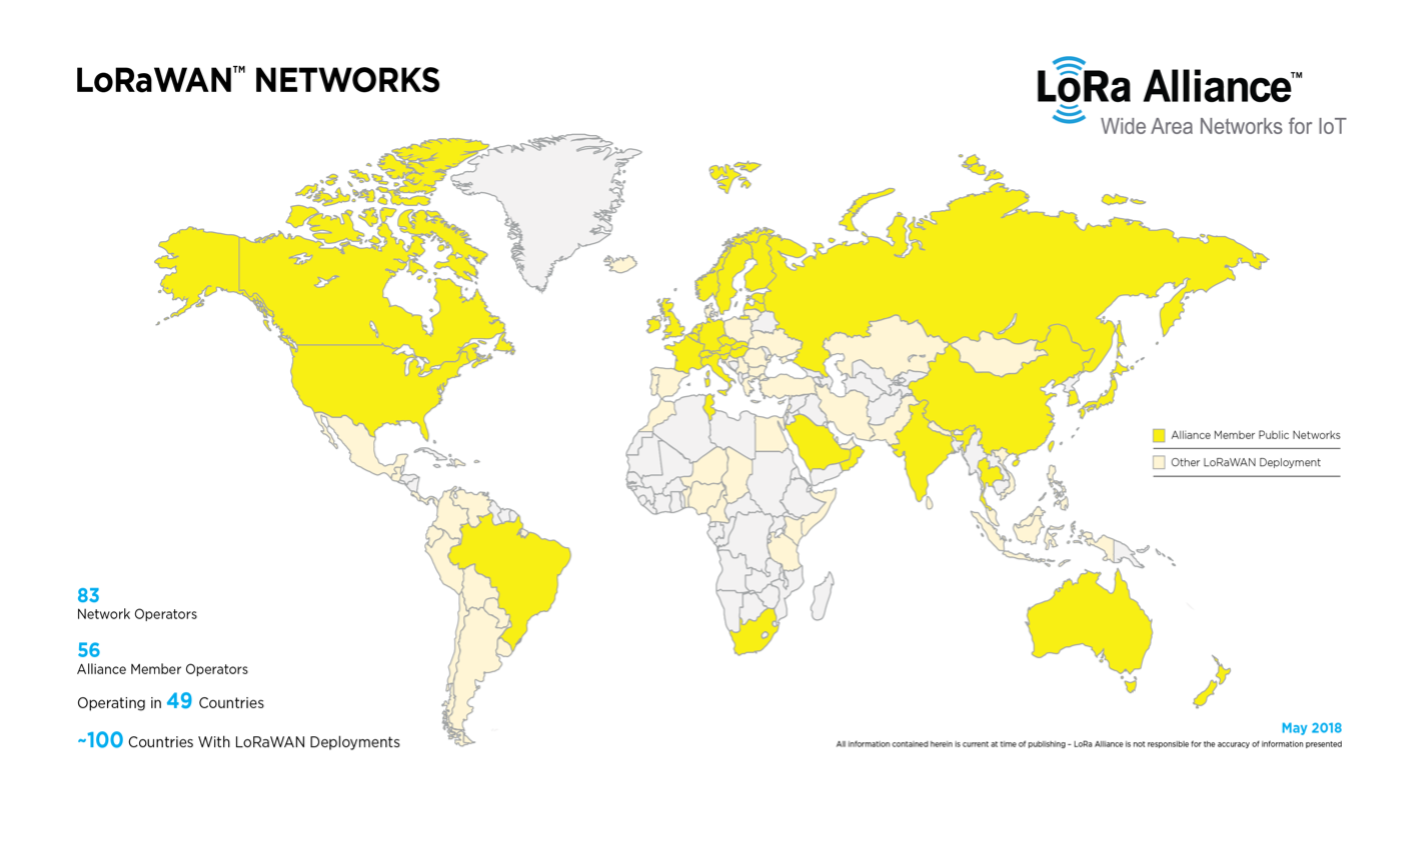 LoRaWAN™ NETWORKS
LoRa Alliance™
Wide Area Networks for IoT
Alliance Member Public Networks
Other LoRaWAN Deployment
83
Network Operators
56
Alliance Member Operators
Operating in 49 Countries
~100 Countries With LoRaWAN Deployments
May 2018
All information contained herein is current at time of publishing – LoRa Alliance is not responsible for the accuracy of information presented